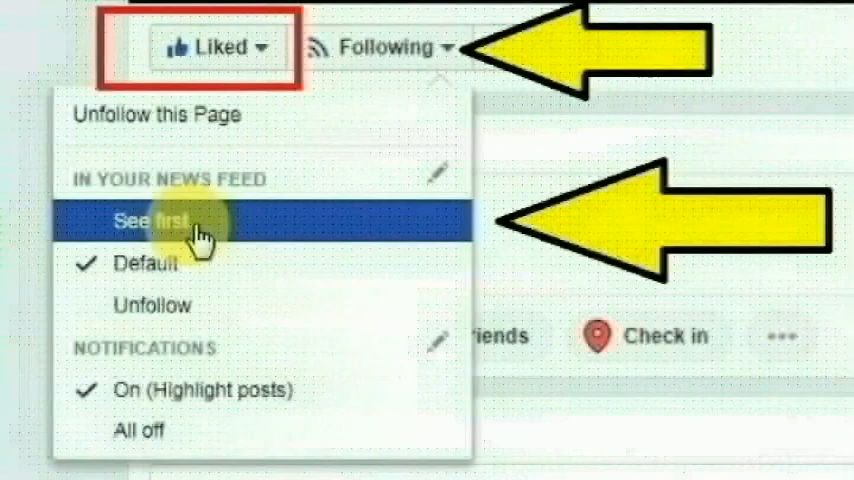 Liked
Following
Unfollow this Page
IN YOUR NEWS FEED
See first
Default
Unfollow
NOTIFICATIONS
riends
Check in
On (Highlight posts)
All off